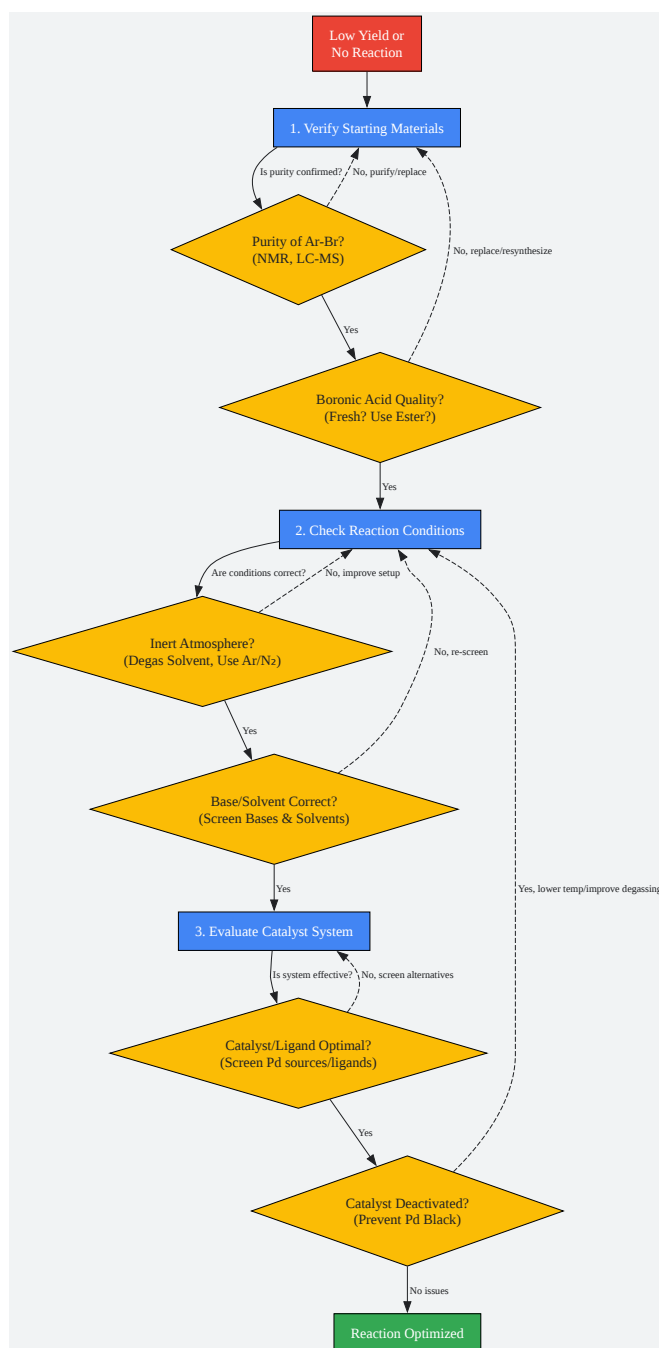 Low Yield or
No Reaction
1. Verify Starting Materials
Is purity confirmed?
No, purify/replace
Purity of Ar-Br?
(NMR, LC-MS)
No, replace/resynthesize
Yes
Boronic Acid Quality?
(Fresh? Use Ester?)
Yes
2. Check Reaction Conditions
Are conditions correct?
No, improve setup
Inert Atmosphere?
(Degas Solvent, Use Ar/N₂)
No, re-screen
Yes
Base/Solvent Correct?
(Screen Bases & Solvents)
Yes
Yes, lower temp/improve degassing
3. Evaluate Catalyst System
Is system effective?
No, screen alternatives
Catalyst/Ligand Optimal?
(Screen Pd sources/ligands)
Yes
Catalyst Deactivated?
(Prevent Pd Black)
No issues
Reaction Optimized